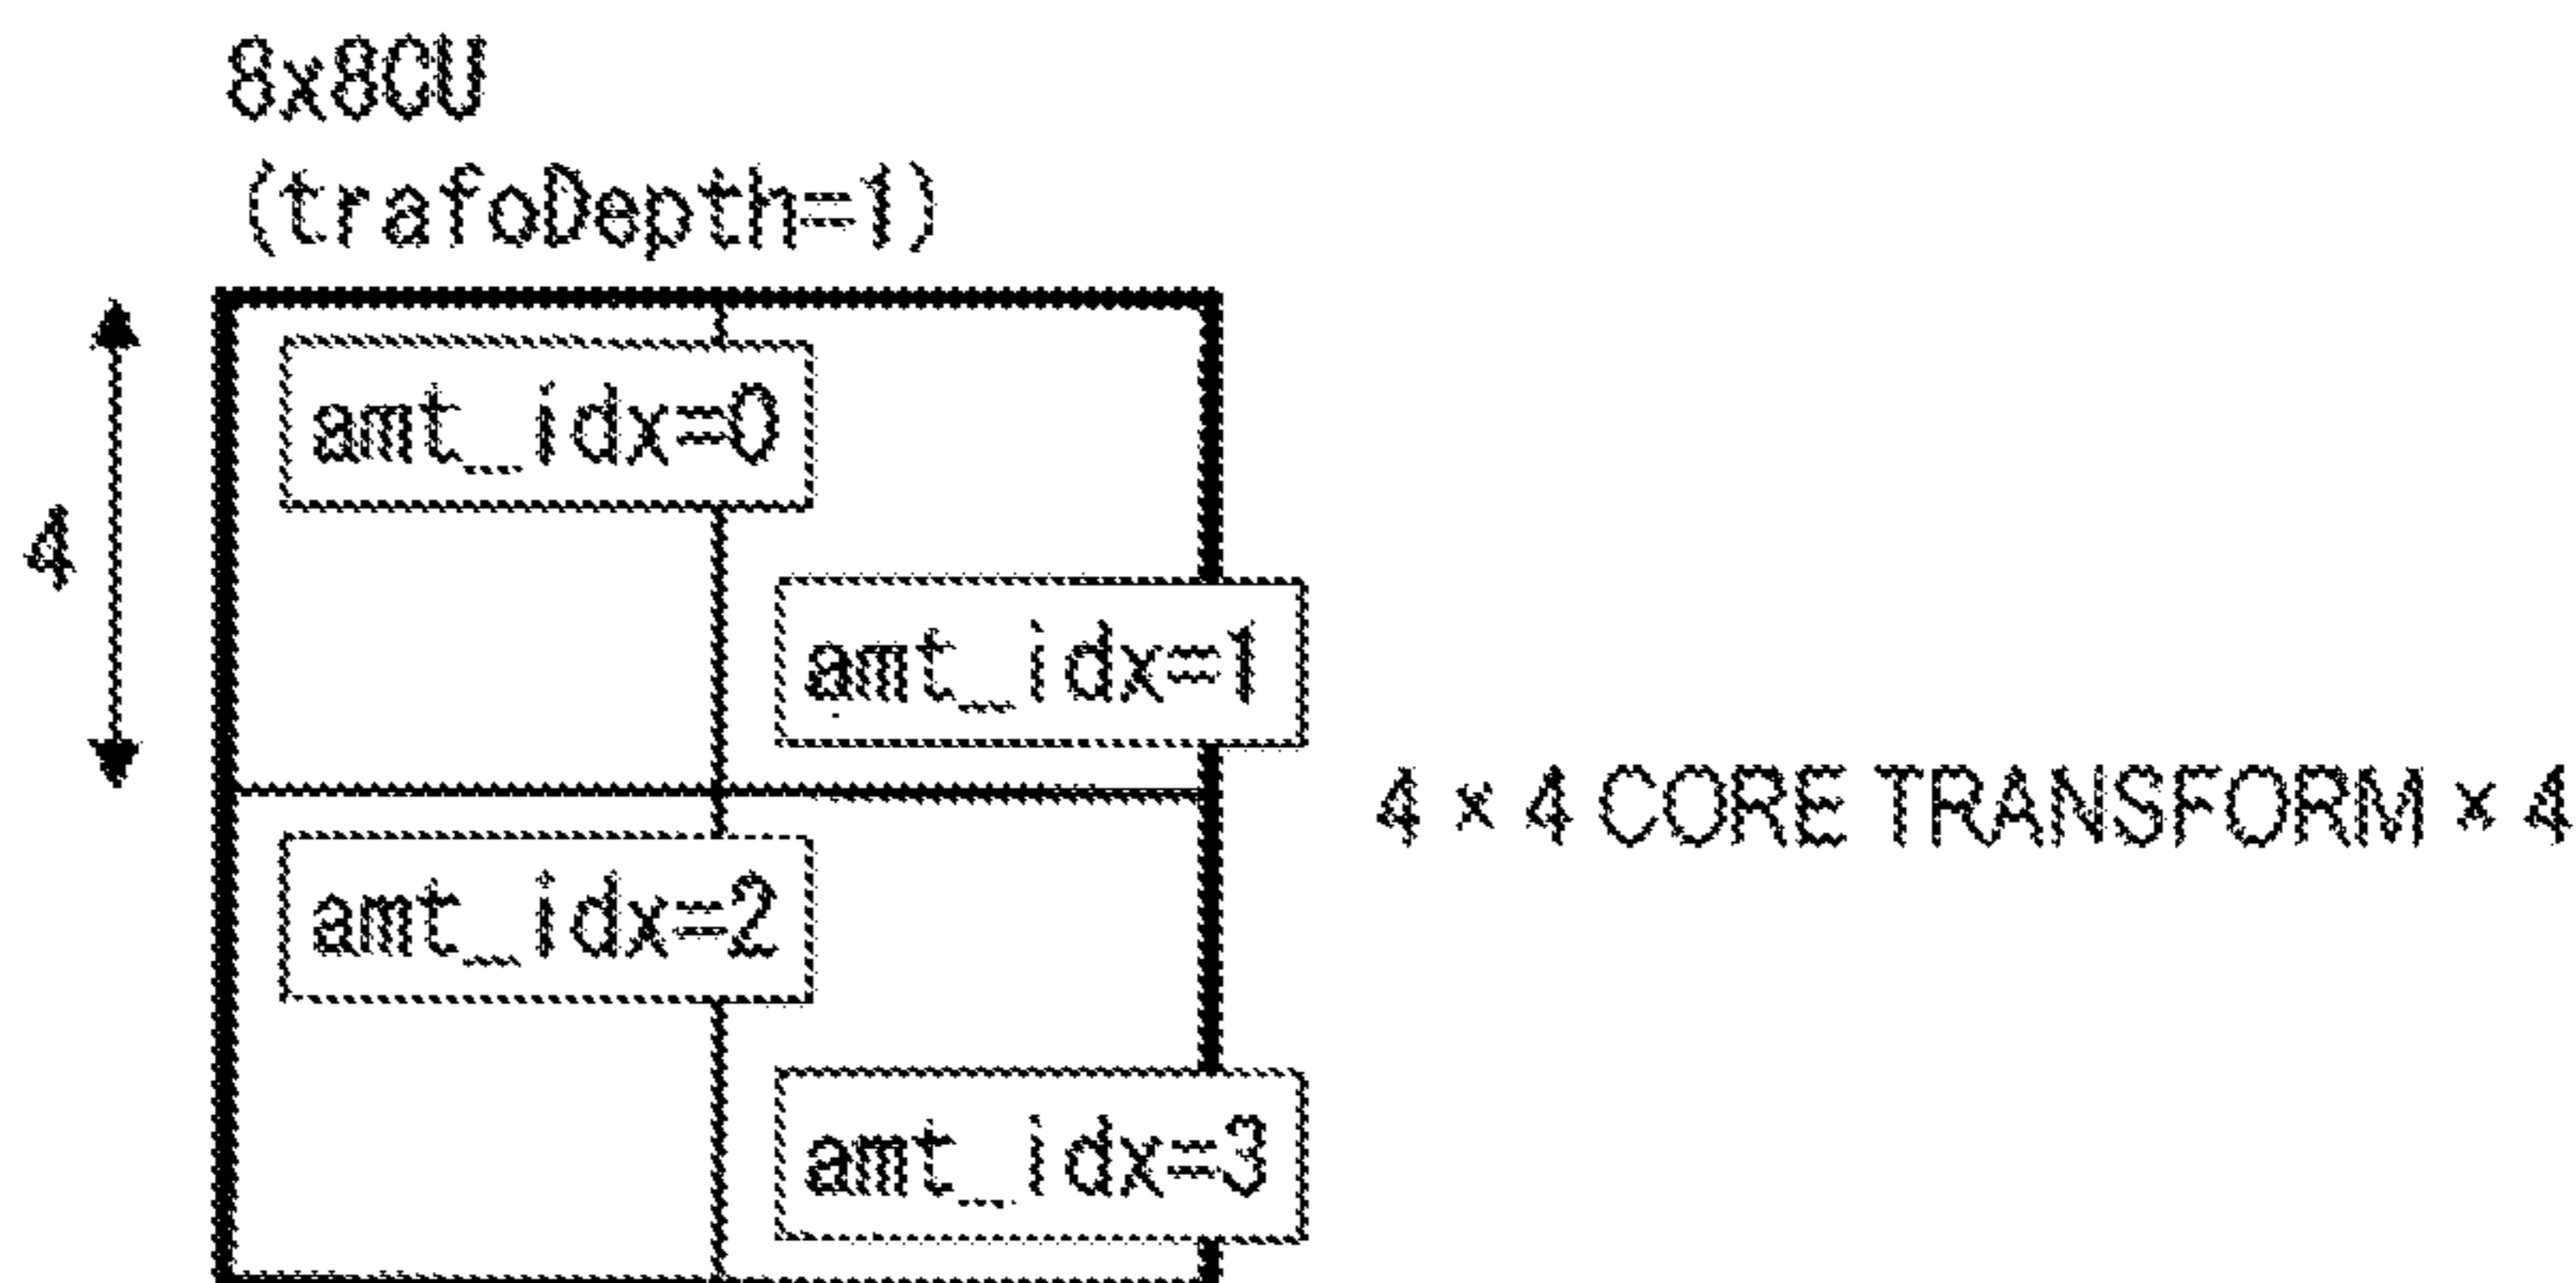 8x8CU
(trafoDepth=1)
4
amt_idx=0
amt_idx=1
4 × 4 CORE TRANSFORM × 4
amt_idx=2
amt_idx=3